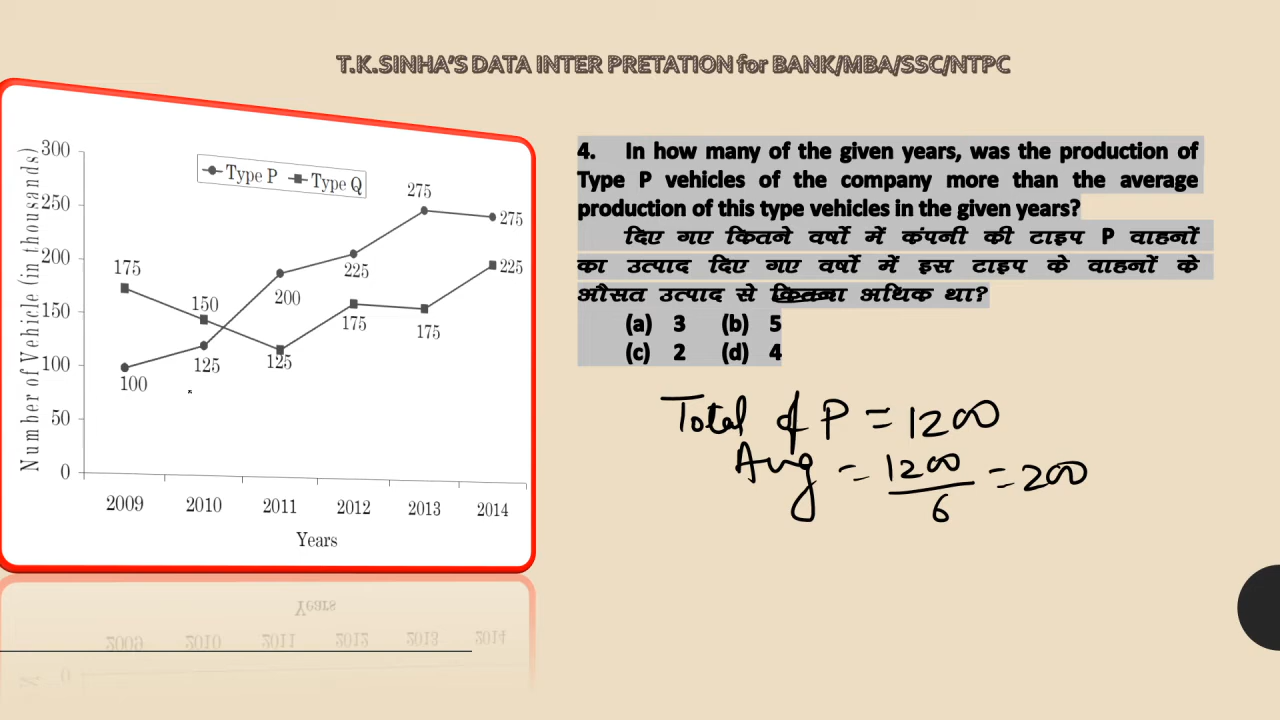 T.K.SINHA'S DATA INTER PRETATION for BANK/MBA/SSC/NTPC
300
250
200
150
100
50
0
Number of Vehicle (in thousands)
Type P Type Q
175
150
125
175
175
225
100
125
200
225
275
275
2009 2010 2011 2012 2013 2014
Years
4. In how many of the given years, was the production of
Type P vehicles of the company more than the average
production of this type vehicles in the given years?
दिए गए कितने वर्षो में कंपनी की टाइप P वाहनों
का उत्पाद दिए गए वर्षो में इस टाइप के वाहनों के
औसत उत्पाद से कितना अधिक था?
(a) 3 (b) 5
(c) 2 (d) 4
Total of P = 1200
Avg = 1200/6 = 200